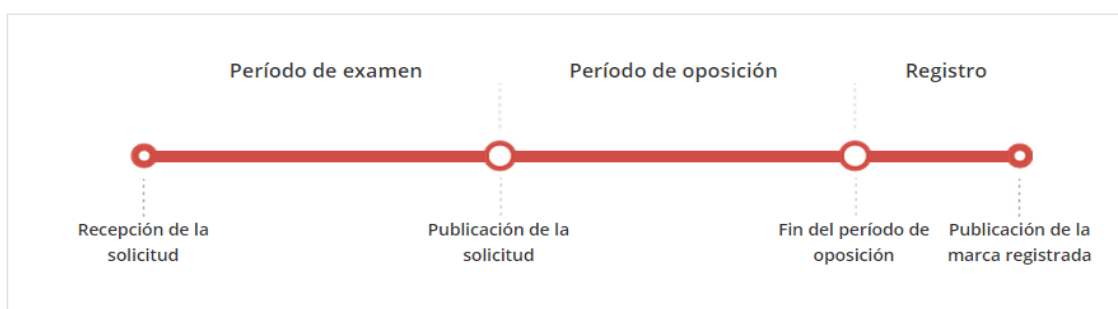 Período de examen
Período de oposición
Registro
Recepción de la
solicitud
Publicación de la
solicitud
Fin del período de
oposición
Publicación de la
marca registrada